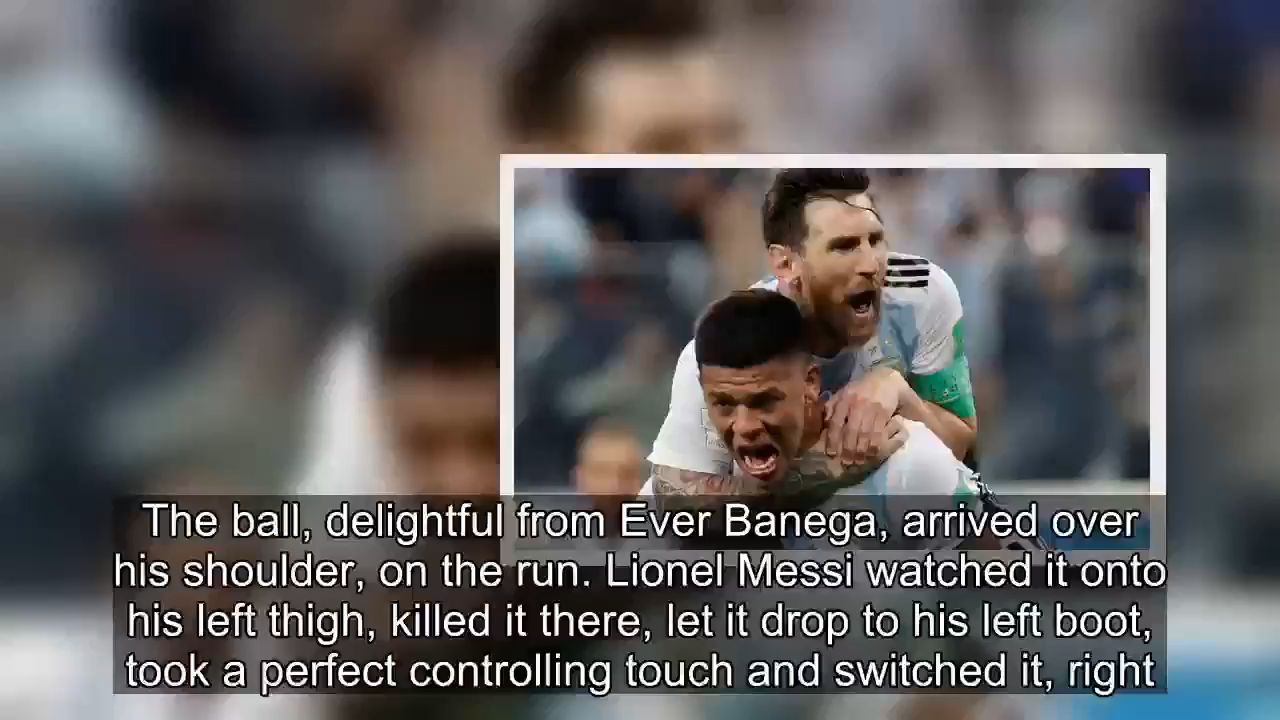 The ball, delightful from Ever Banega, arrived over
his shoulder, on the run. Lionel Messi watched it onto
his left thigh, killed it there, let it drop to his left boot,
took a perfect controlling touch and switched it, right